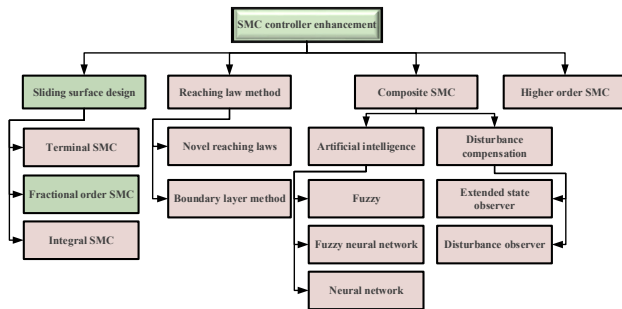 SMC controller enhancement
Sliding surface design
Reaching law method
Composite SMC
Higher order SMC
Terminal SMC
Novel reaching laws
Artificial intelligence
Disturbance
compensation
Fractional order SMC
Boundary layer method
Fuzzy
Extended state
observer
Integral SMC
Fuzzy neural network
Disturbance observer
Neural network